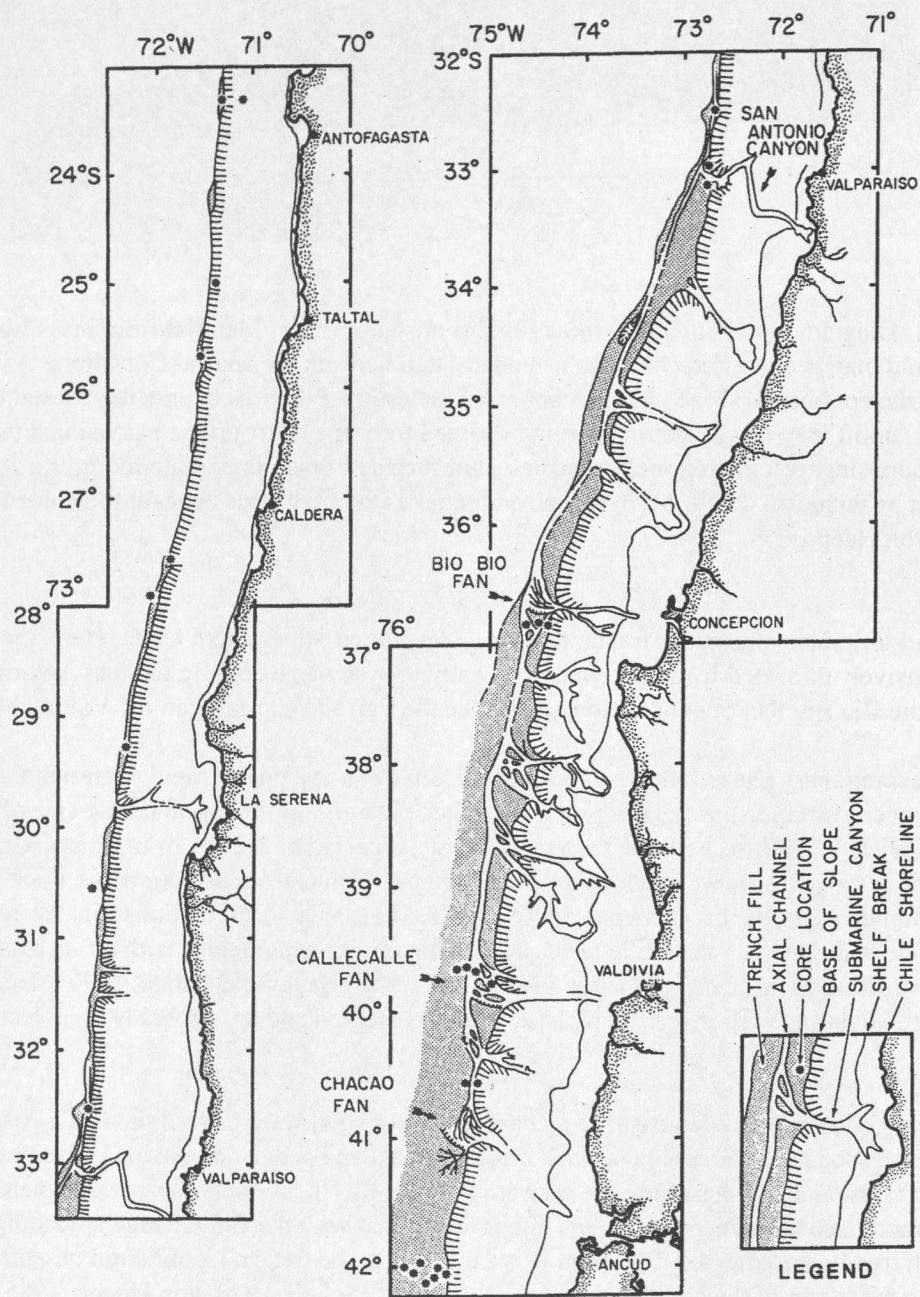 72°W 71° 70°
ANTOFAGASTA
24°S
25°
TALTAL
26°
27°
CALDERA
73°
28°
29°
LA SERENA
30°
31°
32°
33°
VALPARAISO
75°W 74° 73° 72° 71°
32°S
SAN
ANTONIO
CANYON
33°
VALPARAISO
34°
35°
36°
BIO BIO
FAN
CONCEPCION
76°
37°
38°
39°
CALLECALLE
FAN
VALDIVIA
40°
CHACAO
FAN
41°
42°
ANCUD
TRENCH FILL
AXIAL CHANNEL
CORE LOCATION
BASE OF SLOPE
SUBMARINE CANYON
SHELF BREAK
CHILE SHORELINE
LEGEND